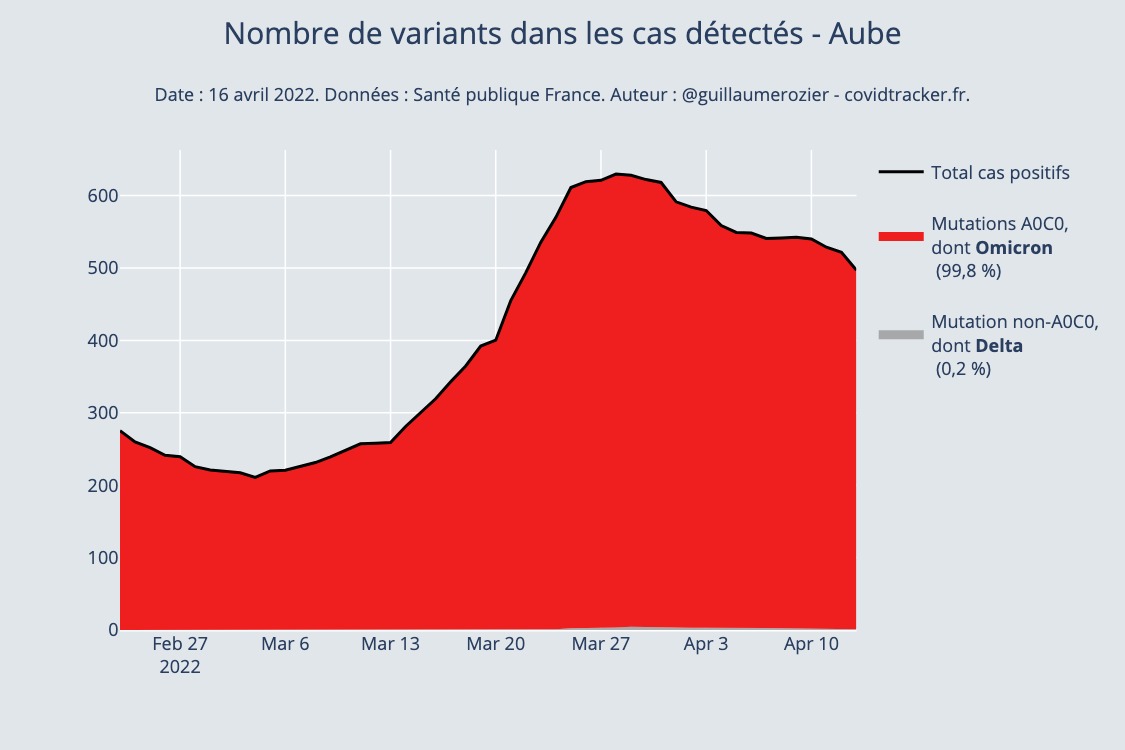 Nombre de variants dans les cas détectés - Aube
Date : 16 avril 2022. Données : Santé publique France. Auteur : @guillaumerozier - covidtracker.fr.
Total cas positifs
Mutations A0C0,
dont Omicron
(99,8 %)
Mutation non-A0C0,
dont Delta
(0,2 %)
600
500
400
300
200
100
0
Feb 27
2022
Mar 6
Mar 13
Mar 20
Mar 27
Apr 3
Apr 10